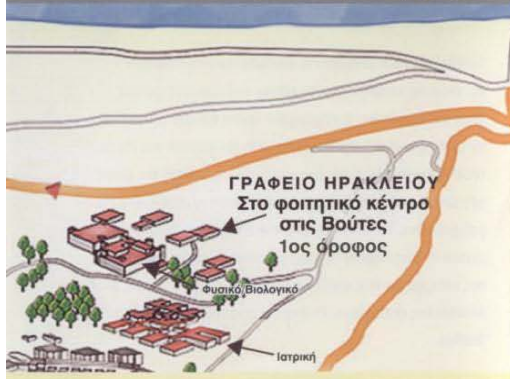 ΓΡΑΦΕΙΟ ΗΡΑΚΛΕΙΟΥ
Στο φοιτητικό κέντρο
στις Βούτες
1ος όροφος
Φυσικό Βιολογικό
Ιατρική